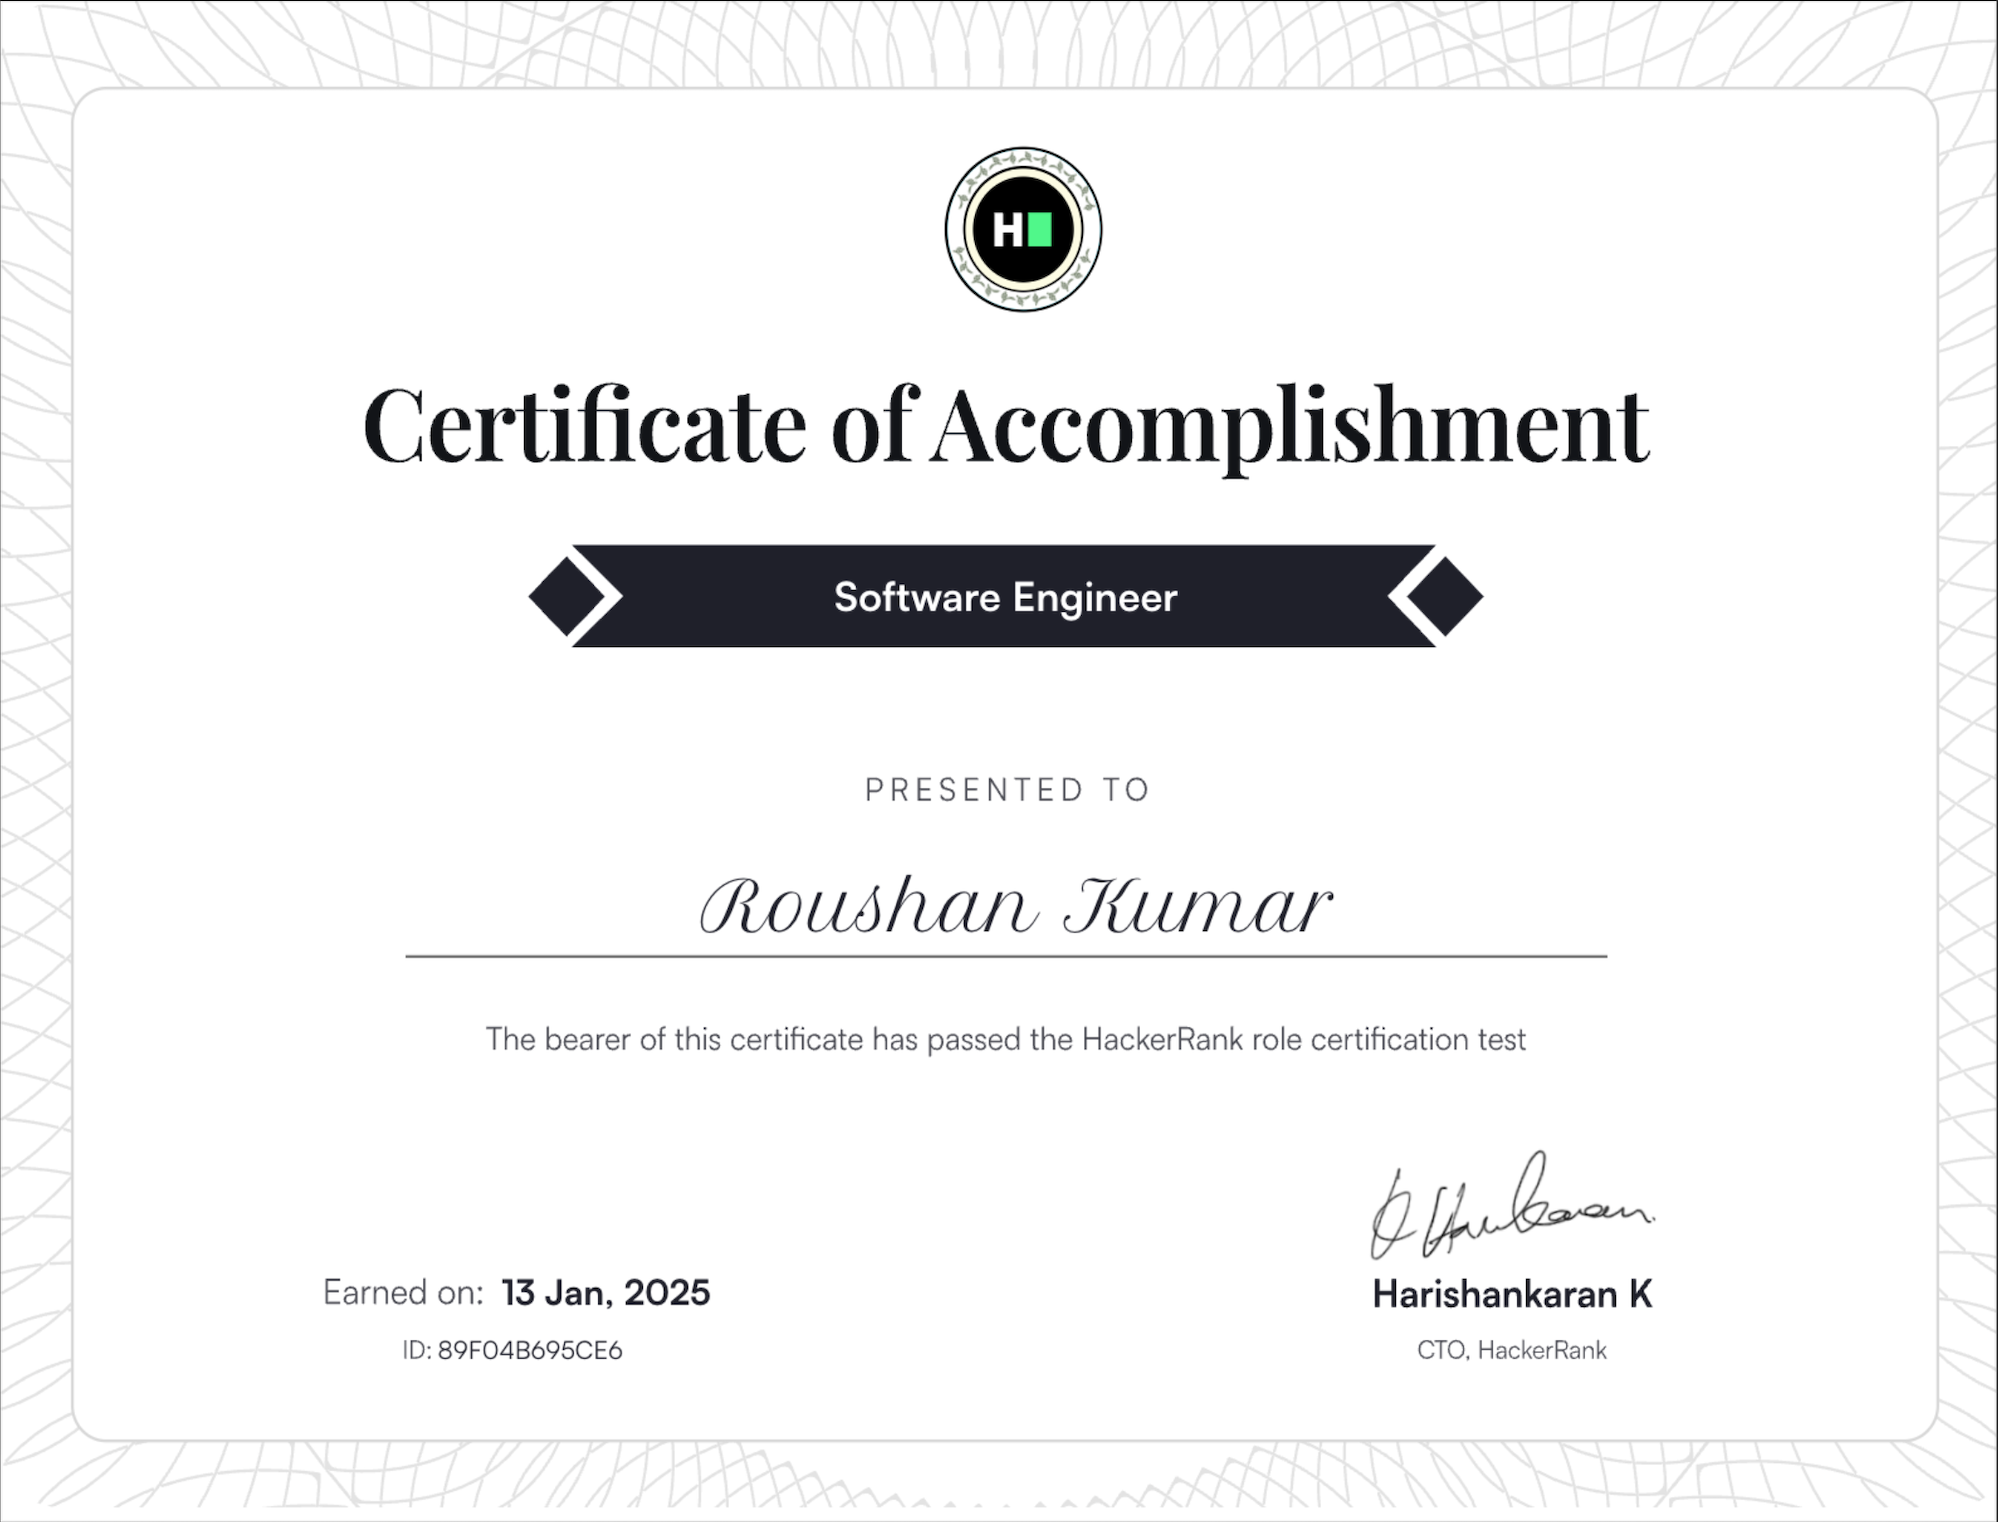 H
Certificate of Accomplishment
Software Engineer
PRESENTED TO
Roushan Kumar
The bearer of this certificate has passed the HackerRank role certification test
Earned on: 13 Jan, 2025
ID: 89F04B695CE6
Harishankaran K
CTO, HackerRank